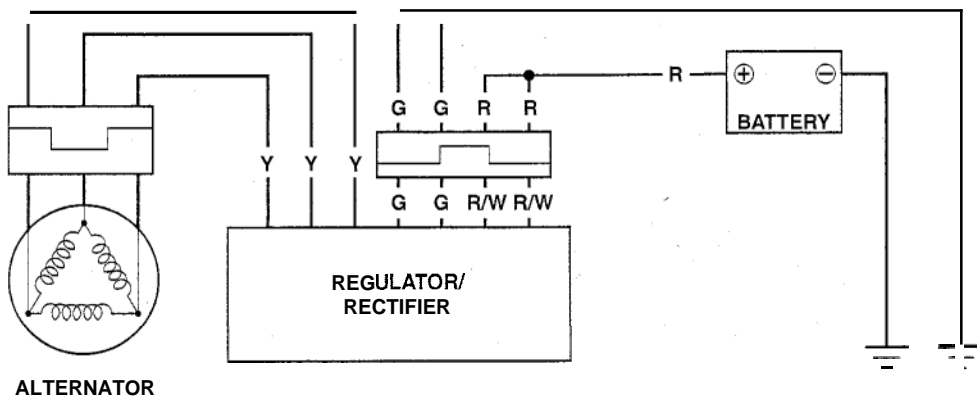 R
BATTERY
G G R R
Y Y Y
G G R/W R/W
REGULATOR/
RECTIFIER
ALTERNATOR